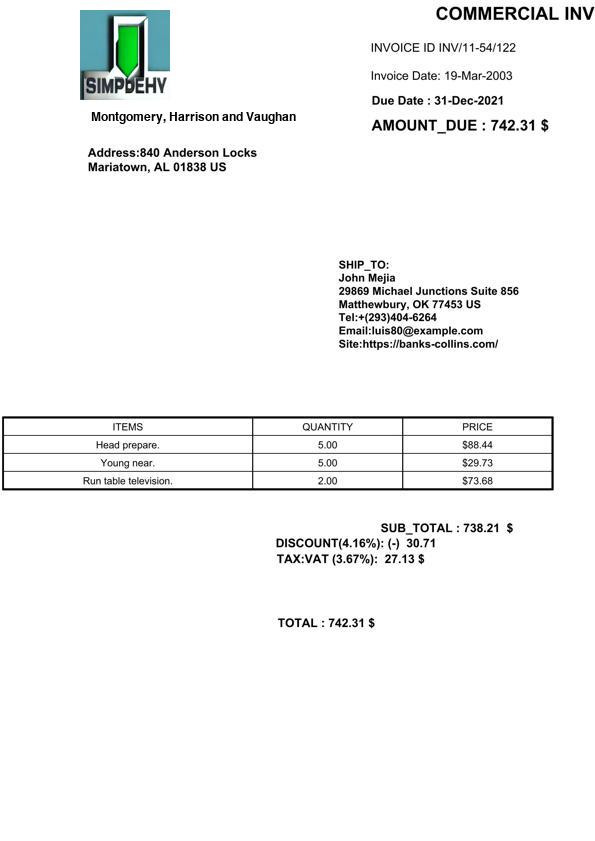 COMMERCIAL INV
SIMPDEHY
INVOICE ID INV/11-54/122
Invoice Date: 19-Mar-2003
Due Date : 31-Dec-2021
Montgomery, Harrison and Vaughan
AMOUNT_DUE : 742.31 $
Address:840 Anderson Locks
Mariatown, AL 01838 US
SHIP_TO:
John Mejia
29869 Michael Junctions Suite 856
Matthewbury, OK 77453 US
Tel:+(293)404-6264
Email:luis80@example.com
Site:https://banks-collins.com/
ITEMS QUANTITY PRICE
Head prepare. 5.00 $88.44
Young near. 5.00 $29.73
Run table television. 2.00 $73.68
SUB_TOTAL : 738.21 $
DISCOUNT(4.16%): (-) 30.71
TAX:VAT (3.67%): 27.13 $
TOTAL : 742.31 $